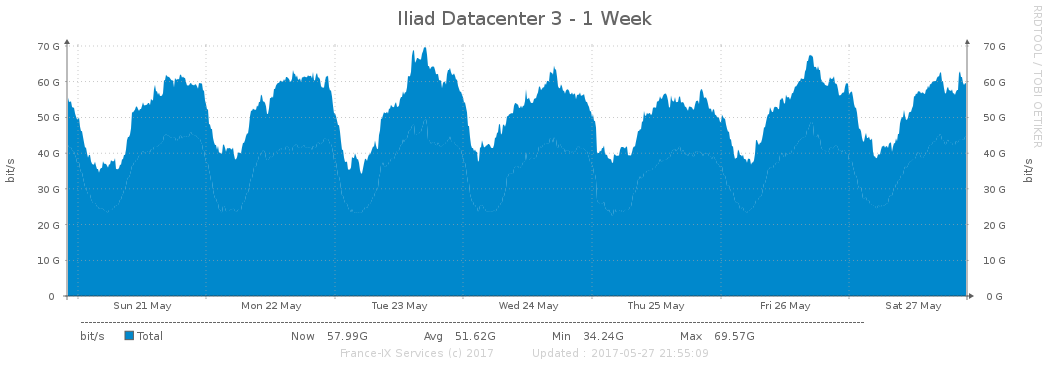 Iliad Datacenter 3 - 1 Week
RRDTOOL / TOBI OETIKER
70 G 70 G
60 G 60 G
50 G 50 G
40 G 40 G
30 G 30 G
20 G 20 G
10 G 10 G
0 0 G
bit/s bit/s
Sun 21 May Mon 22 May Tue 23 May Wed 24 May Thu 25 May Fri 26 May Sat 27 May
bit/s Total Now 57.99G Avg 51.62G Min 34.24G Max 69.57G
France-IX Services (c) 2017 Updated : 2017-05-27 21:55:09